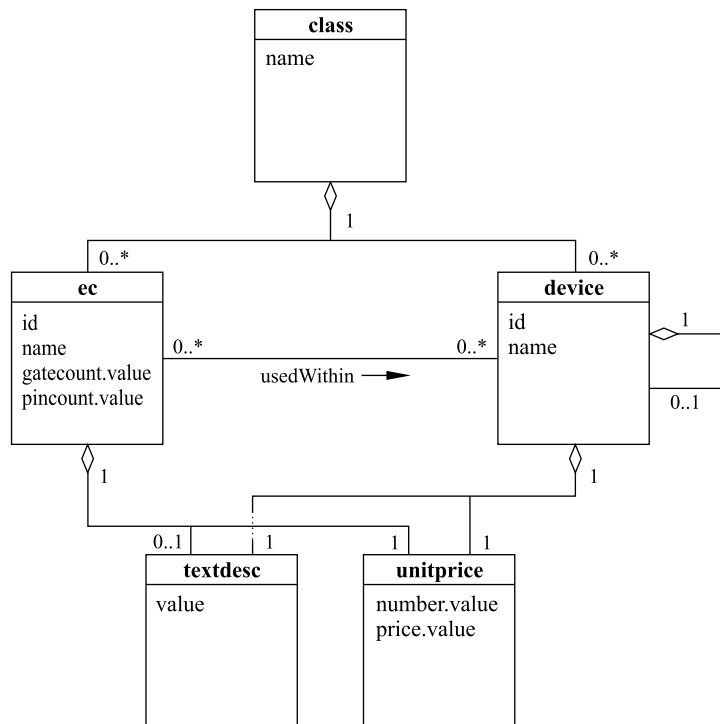 class
name
1
0..*
0..*
ec
device
id
name
gatecount.value
pincount.value
id
name
0..*
0..*
usedWithin
1
0..1
1
1
0..1
1
1
1
textdesc
unitprice
value
number.value
price.value